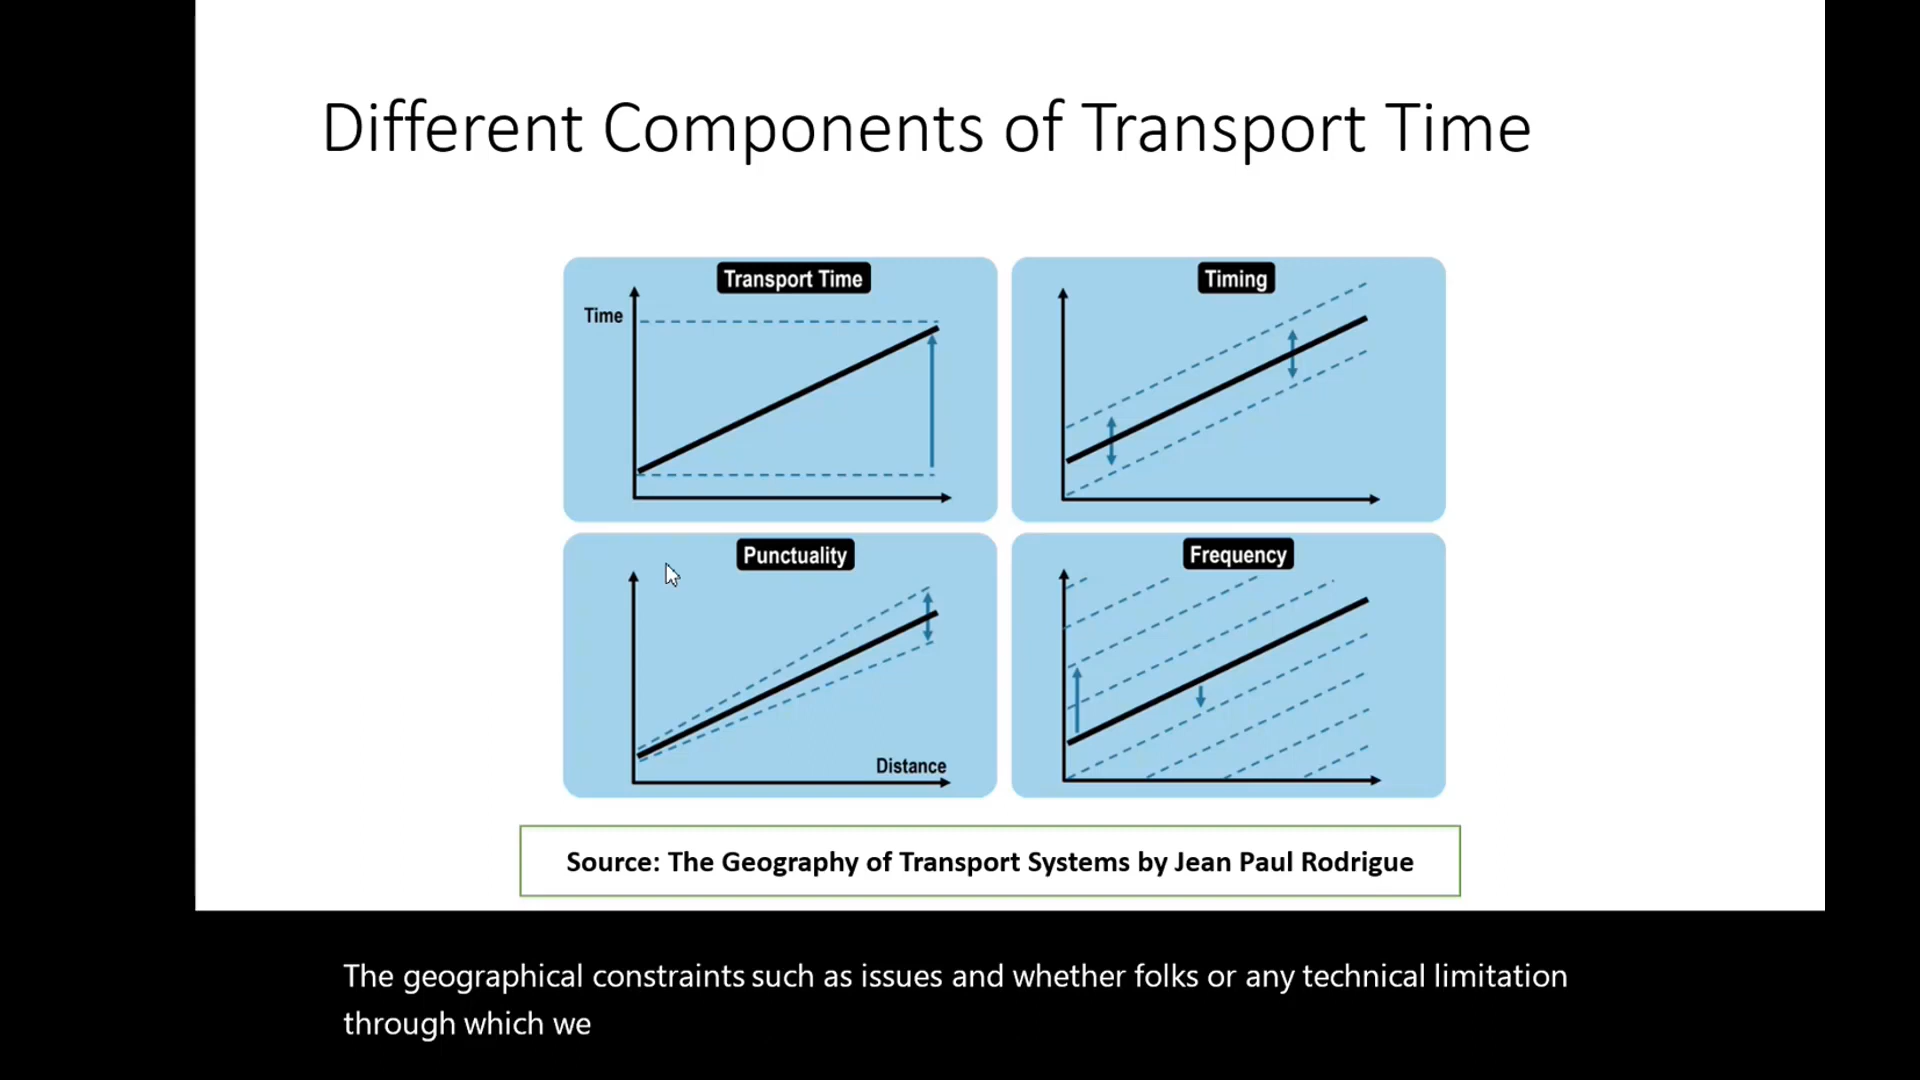 Different Components of Transport Time
Transport Time
Time
Timing
Punctuality
Distance
Frequency
Source: The Geography of Transport Systems by Jean Paul Rodrigue
The geographical constraints such as issues and whether folks or any technical limitation
through which we